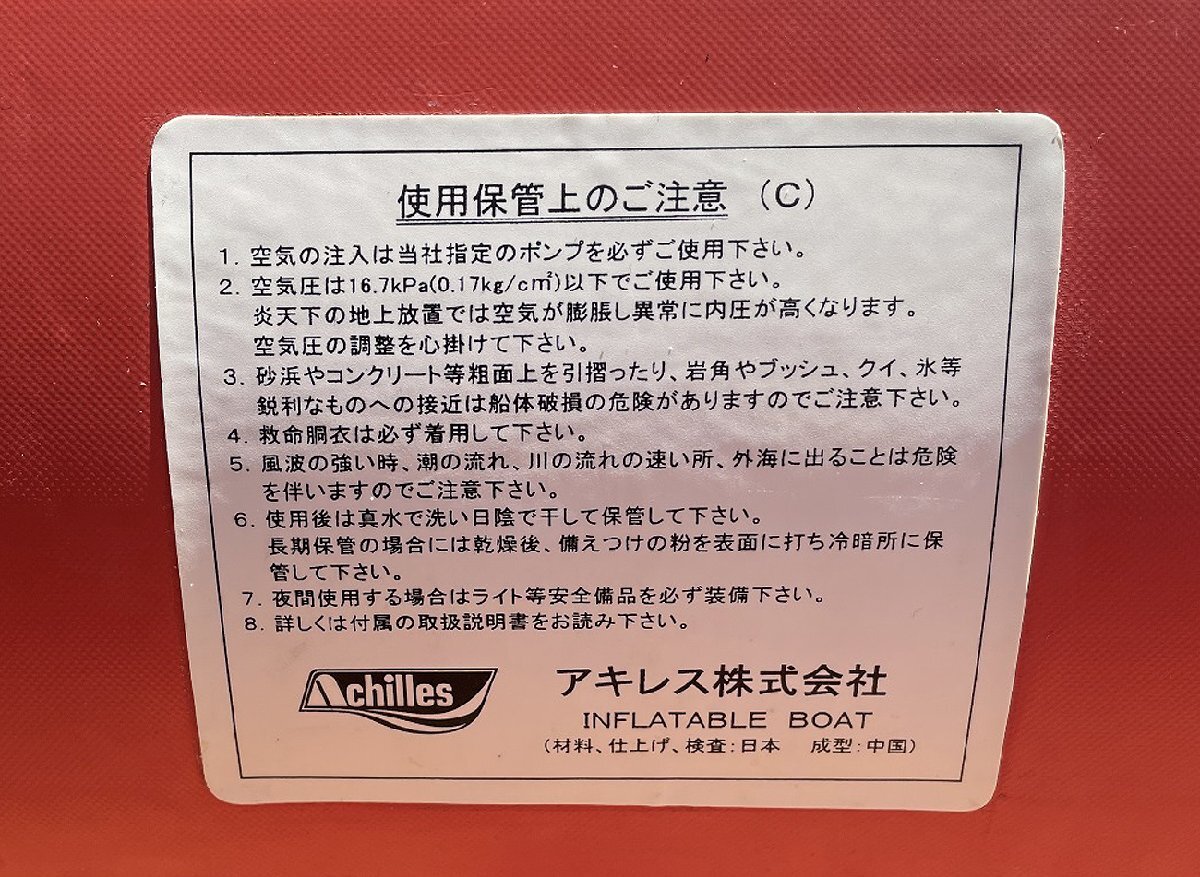 使用保管上のご注意 （C）
1. 空気の注入は当社指定のポンプを必ずご使用下さい。
2. 空気圧は16.7kPa(0.17kg/c㎡)以下でご使用下さい。
炎天下の地上放置では空気が膨脹し異常に内圧が高くなります。
空気圧の調整を心掛けて下さい。
3. 砂浜やコンクリート等粗面上を引摺ったり、岩角やブッシュ、クイ、氷等
鋭利なものへの接近は船体破損の危険がありますのでご注意下さい。
4. 救命胴衣は必ず着用して下さい。
5. 風波の強い時、潮の流れ、川の流れの速い所、外海に出ることは危険
を伴いますのでご注意下さい。
6. 使用後は真水で洗い日陰で干して保管して下さい。
長期保管の場合には乾燥後、備えつけの粉を表面に打ち冷暗所に保
管して下さい。
7. 夜間使用する場合はライト等安全備品を必ず装備下さい。
8. 詳しくは付属の取扱説明書をお読み下さい。
Achilles アキレス株式会社
INFLATABLE BOAT
(材料、仕上げ、検査:日本 成型:中国)